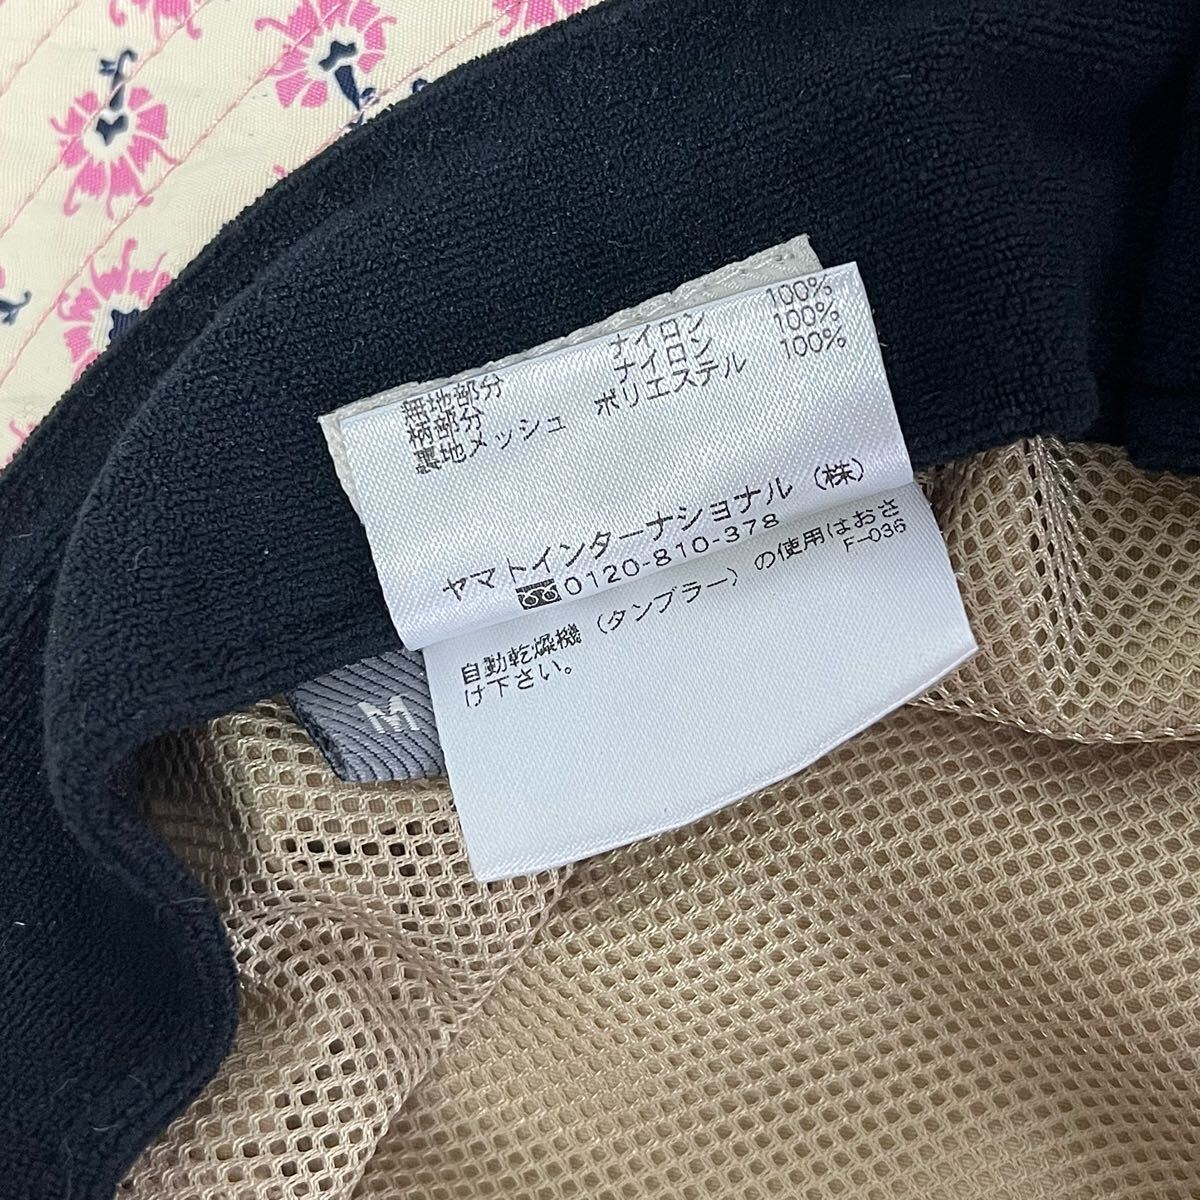 無地部分 ナイロン 100%
柄部分 ナイロン 100%
裏地メッシュ ポリエステル 100%
ヤマトインターナショナル(株)
0120-810-378
F-036
自動乾燥機(タンブラー)の使用はおさ
け下さい。
M